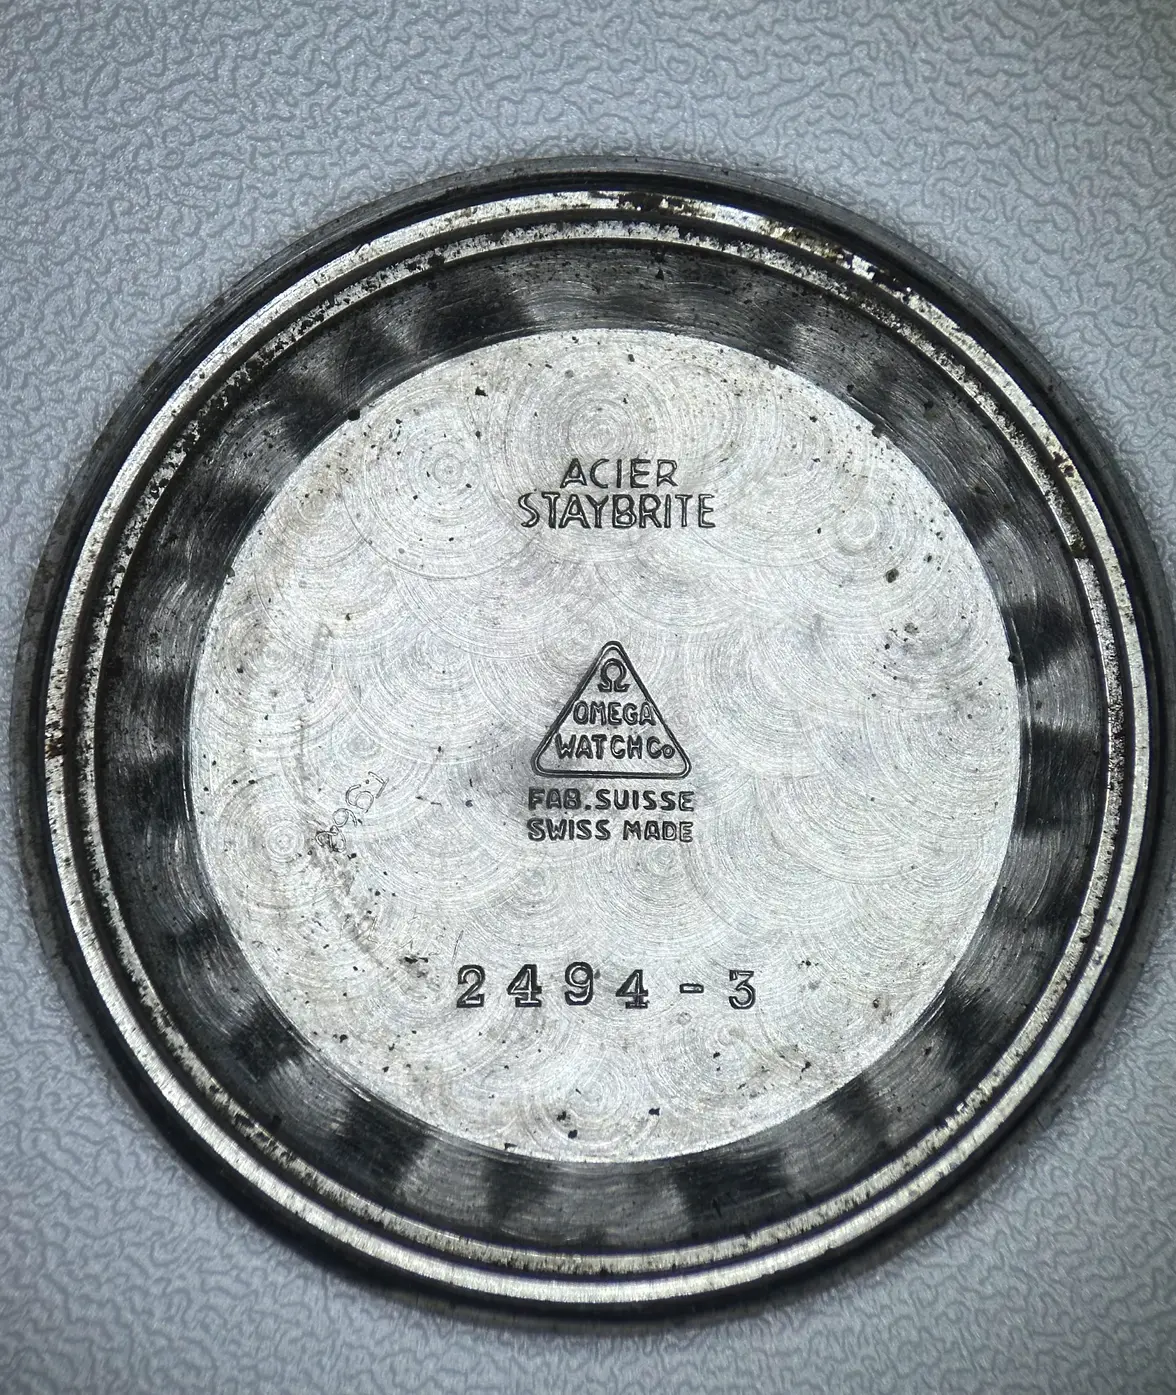 ACIER
STAYBRITE
Ω
OMEGA
WATCH Co
FAB. SUISSE
SWISS MADE
2494-3